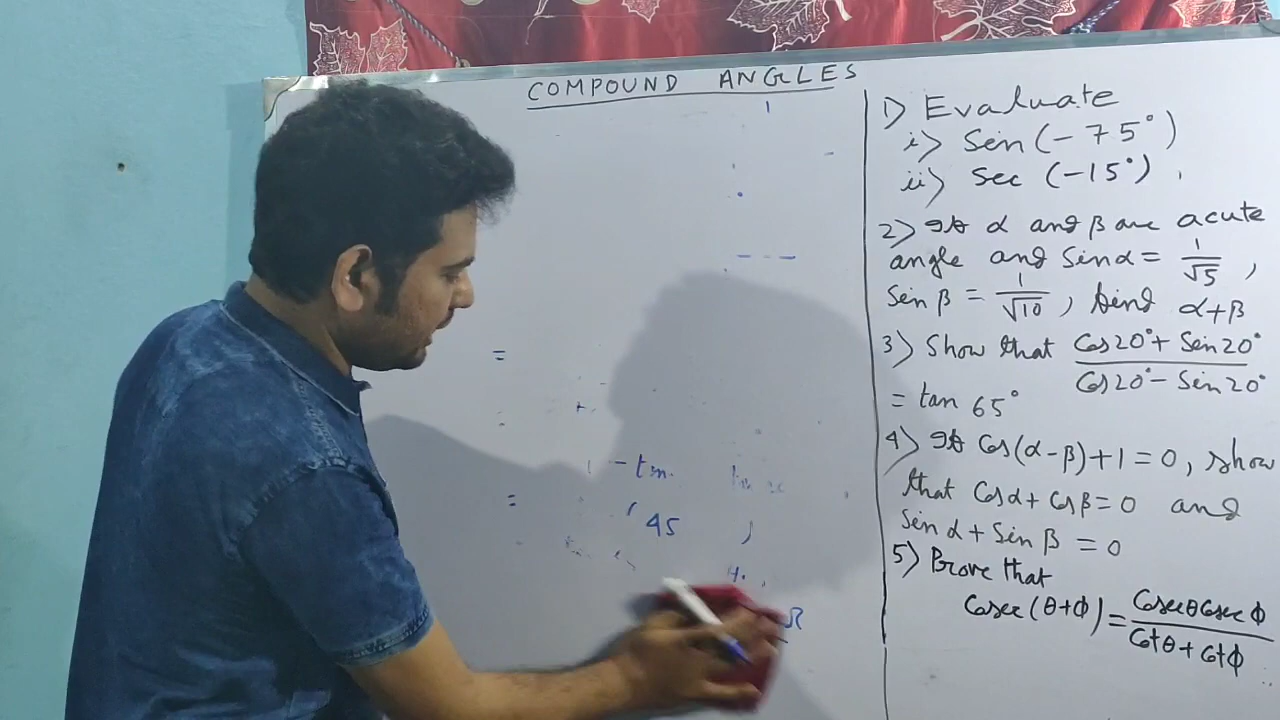 COMPOUND ANGLES
1) Evaluate
i) Sin (-75°)
ii) Sec (-15°).
2) If α and β are acute
angle and Sinα = 1/√5,
Sin β = 1/√10, find α+β
3) Show that (Cos20° + Sin20°)/(Cos20° - Sin20°)
= tan 65°
4) If Cos(α-β)+1=0, show
that Cosα + Cosβ = 0 and
Sin α + Sin β = 0
5) Prove that
Cosec(θ+Φ) = (Cosecθ Cosec Φ)/(Cotθ + CotΦ)
=
=
45